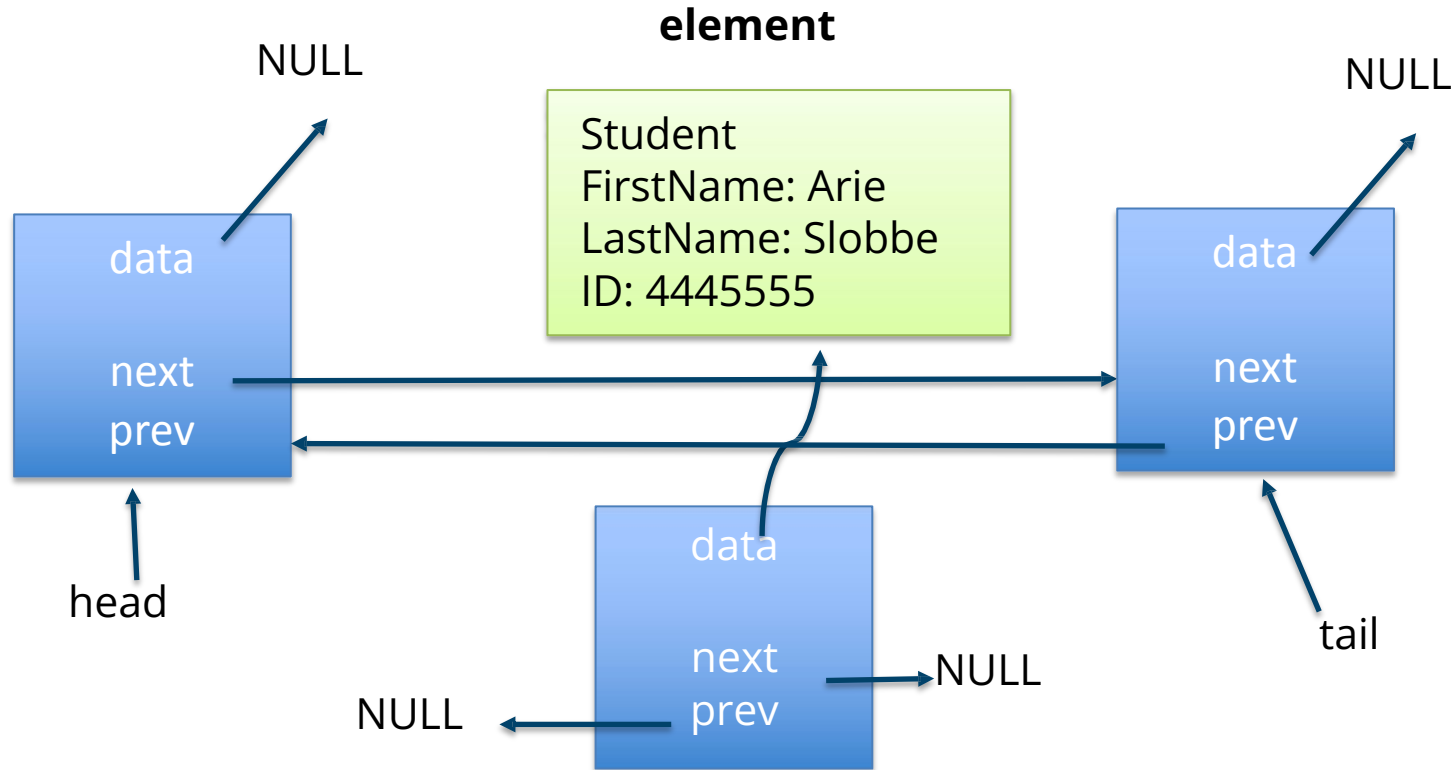 element
NULL
NULL
Student
FirstName: Arie
LastName: Slobbe
ID: 4445555
data
next
prev
data
next
prev
head
tail
data
next
prev
NULL
NULL